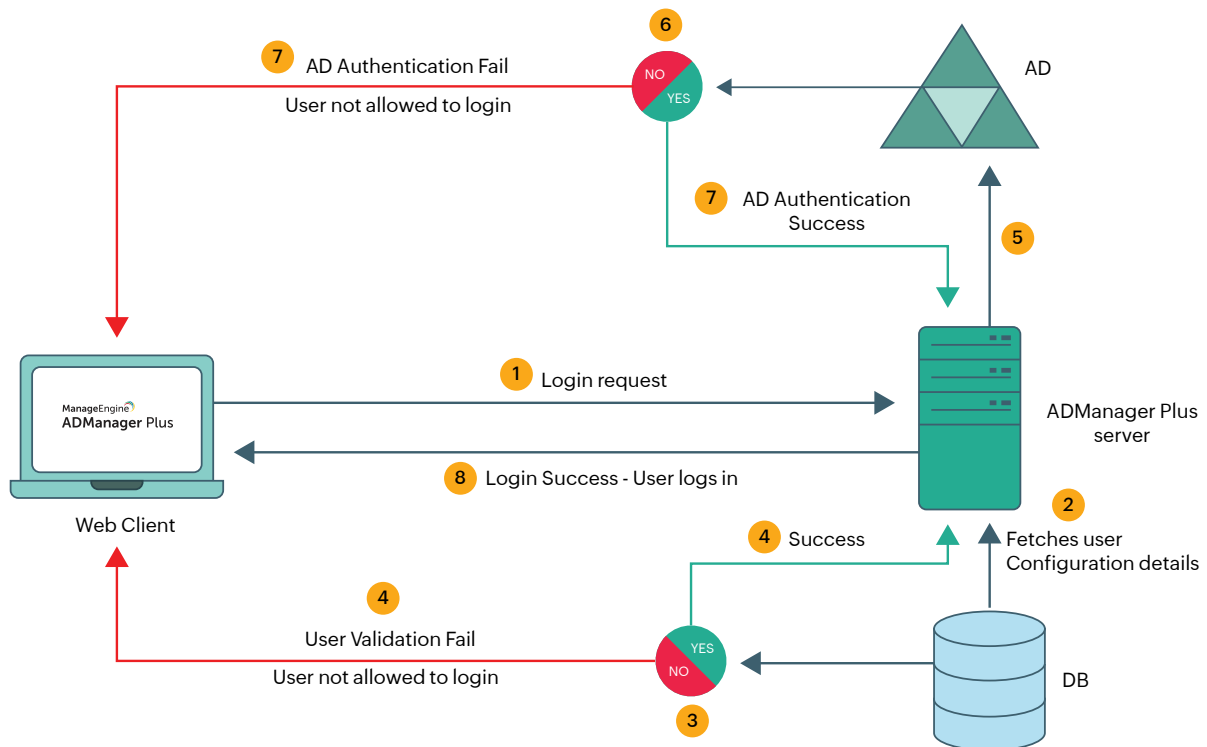 6
7
AD Authentication Fail
User not allowed to login
NO
YES
AD
7
AD Authentication
Success
5
1
Login request
ManageEngine
ADManager Plus
ADManager Plus
server
8
Login Success - User logs in
Web Client
2
Fetches user
Configuration details
4
Success
4
User Validation Fail
User not allowed to login
YES
NO
3
DB